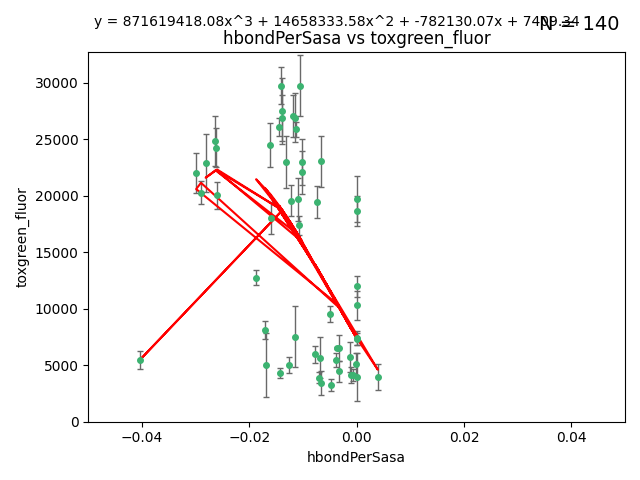 y = 871619418.08x^3 + 14658333.58x^2 + -782130.07x + 7409.34
N = 140
hbondPerSasa vs toxgreen_fluor
30000
25000
20000
15000
10000
5000
0
toxgreen_fluor
−0.04
−0.02
0.00
0.02
0.04
hbondPerSasa